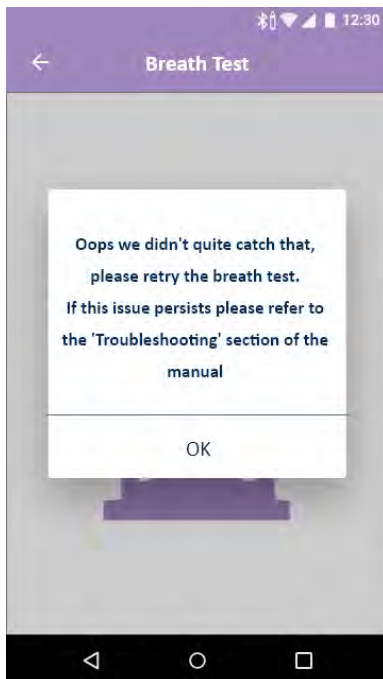 12:30
Breath Test
Oops we didn't quite catch that,
please retry the breath test.
If this issue persists please refer to
the 'Troubleshooting' section of the
manual
OK